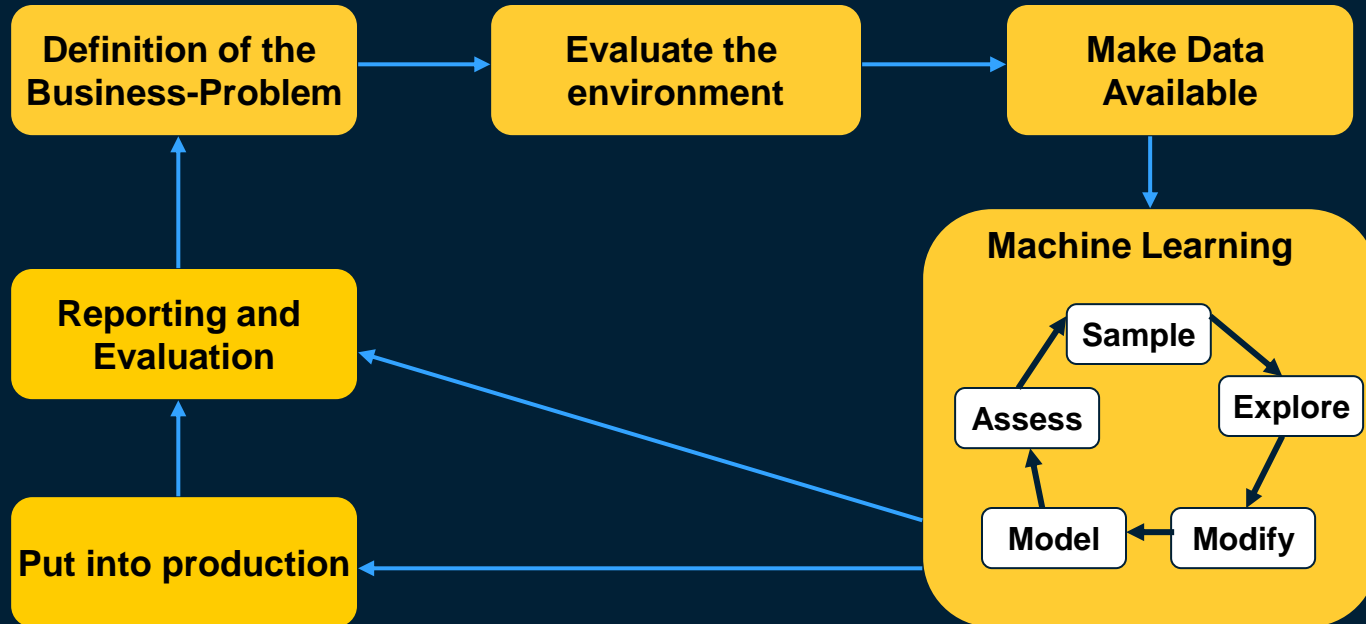 Definition of the
Business-Problem
Evaluate the
environment
Make Data
Available
Machine Learning
Sample
Explore
Modify
Model
Assess
Reporting and
Evaluation
Put into production